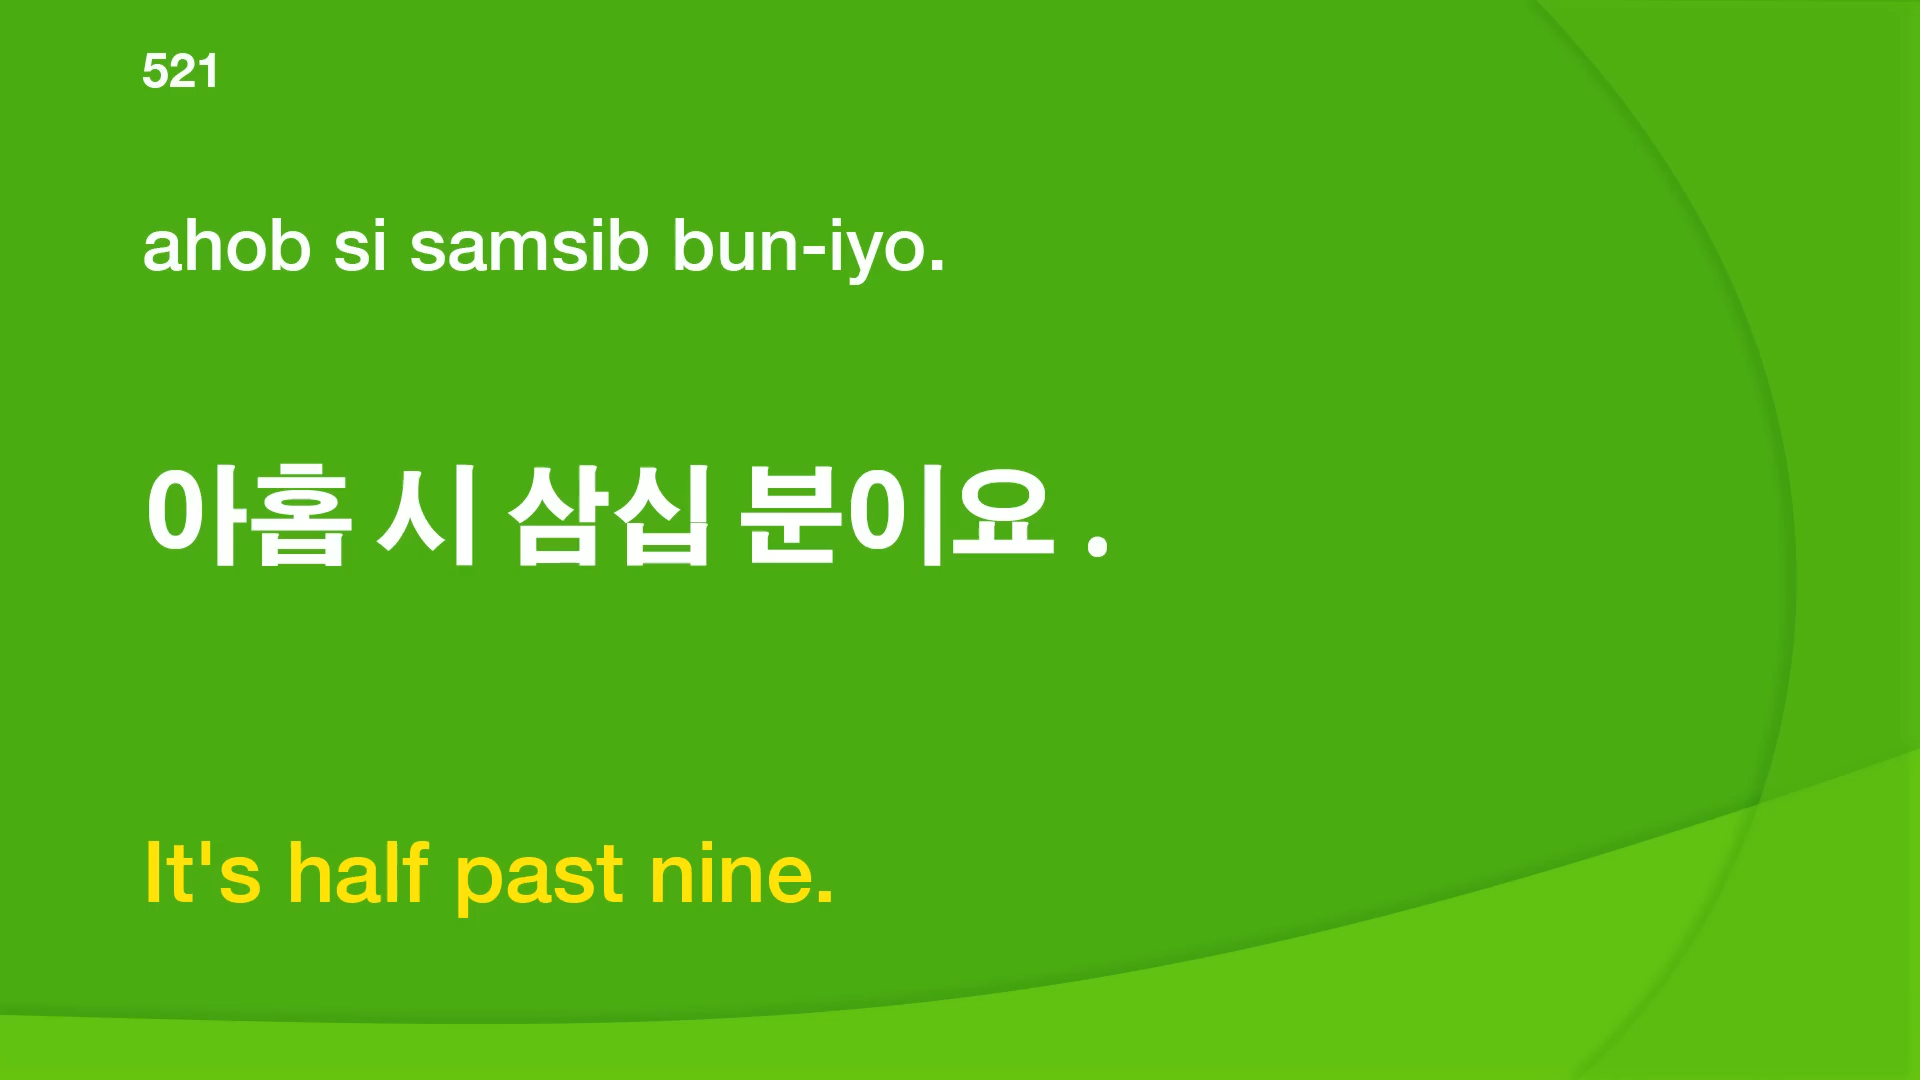 521
ahob si samsib bun-iyo.
아홉 시 삼십 분이요 .
It's half past nine.